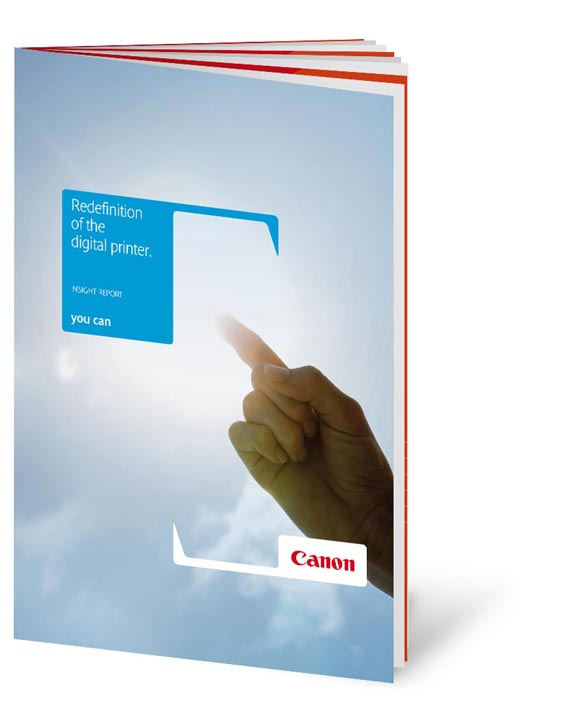 Redefinition
of the
digital printer.
INSIGHT REPORT
you can
Canon